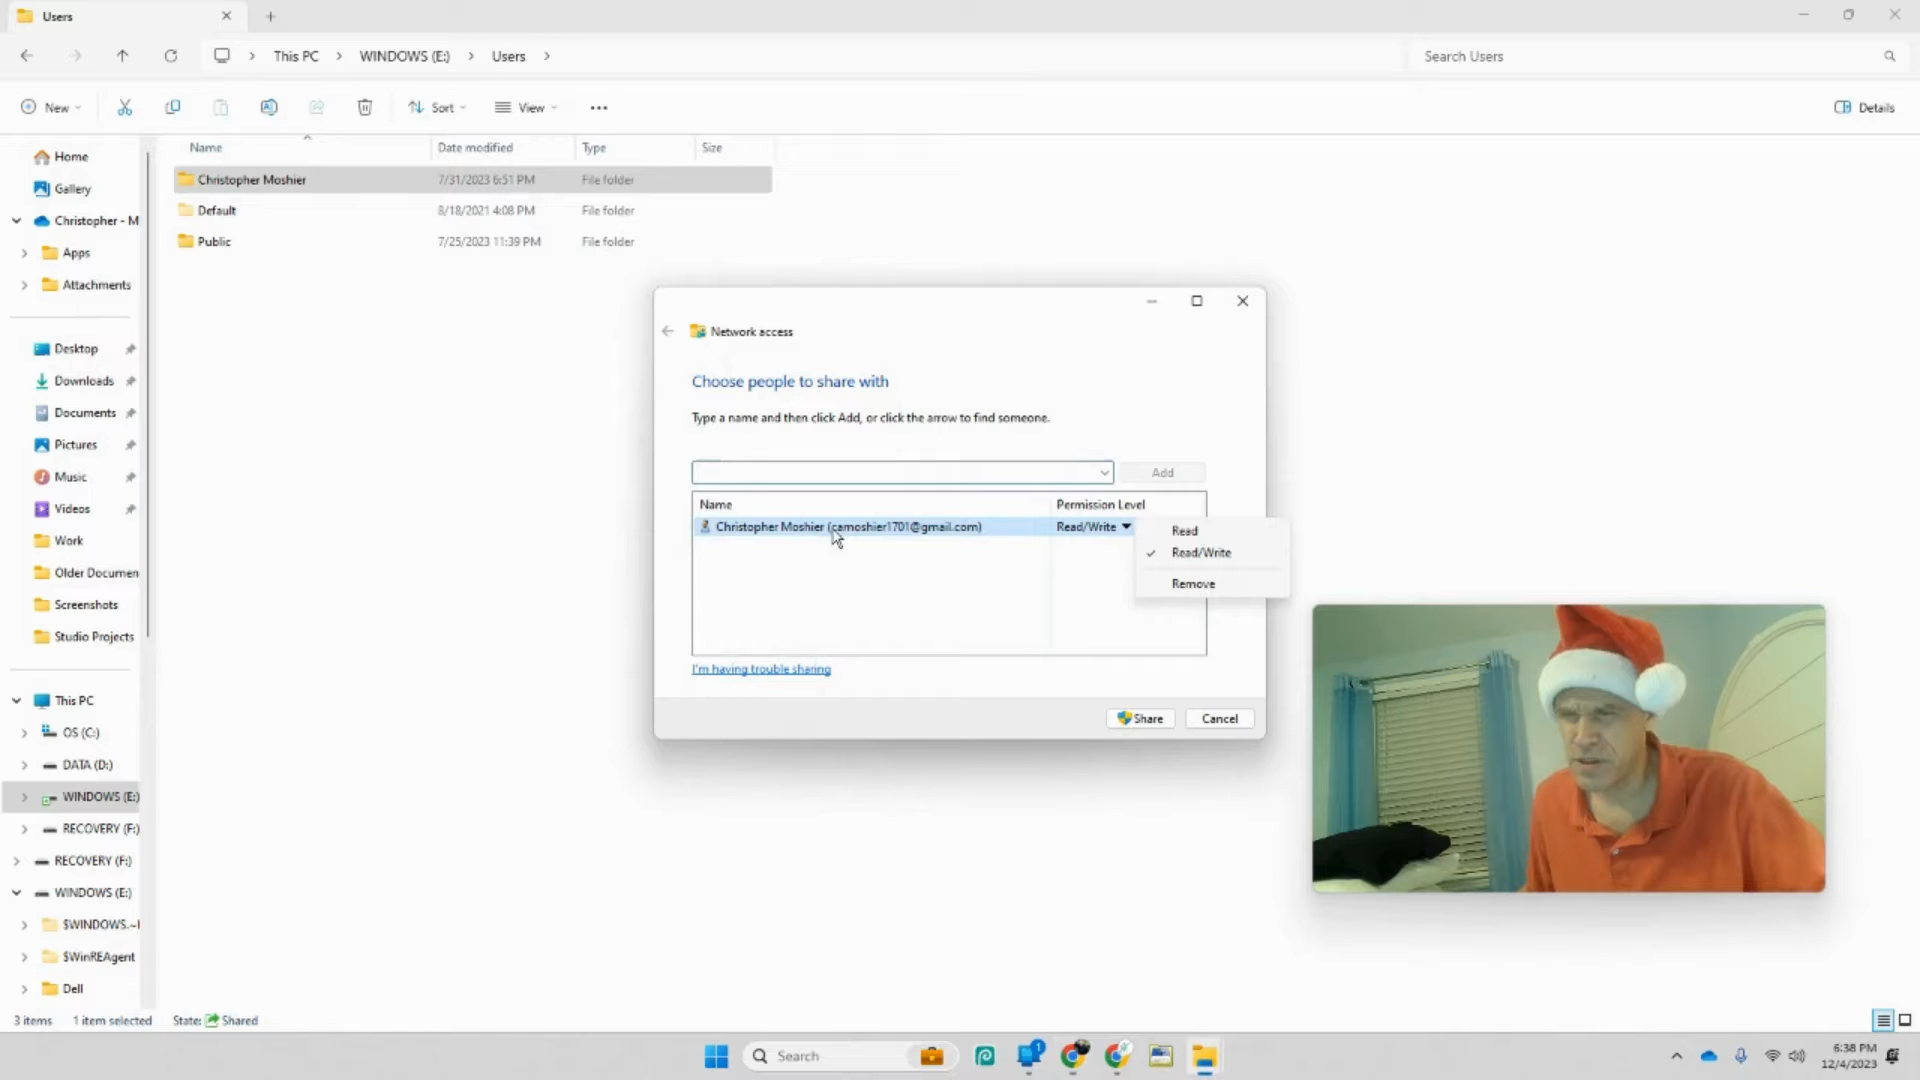 Users
This PC > WINDOWS (E:) > Users >
Search Users
New
Sort
View
Details
Name
Date modified
Type
Size
Christopher Moshier 7/31/2023 6:51 PM File folder
Default 8/18/2021 4:08 PM File folder
Public 7/25/2023 11:39 PM File folder
Home
Gallery
Christopher - M
Apps
Attachments
Desktop
Downloads
Documents
Pictures
Music
Videos
Work
Older Documen
Screenshots
Studio Projects
This PC
OS (C:)
DATA (D:)
WINDOWS (E:)
RECOVERY (F:)
RECOVERY (F:)
WINDOWS (E:)
$WINDOWS.~
$WinREAgent
Dell
3 items 1 item selected State: Shared
Network access
Choose people to share with
Type a name and then click Add, or click the arrow to find someone.
Add
Name Permission Level
Christopher Moshier (camoshier1701@gmail.com) Read/Write
Read
Read/Write
Remove
I'm having trouble sharing
Share
Cancel
Search
1
6:38 PM
12/4/2023